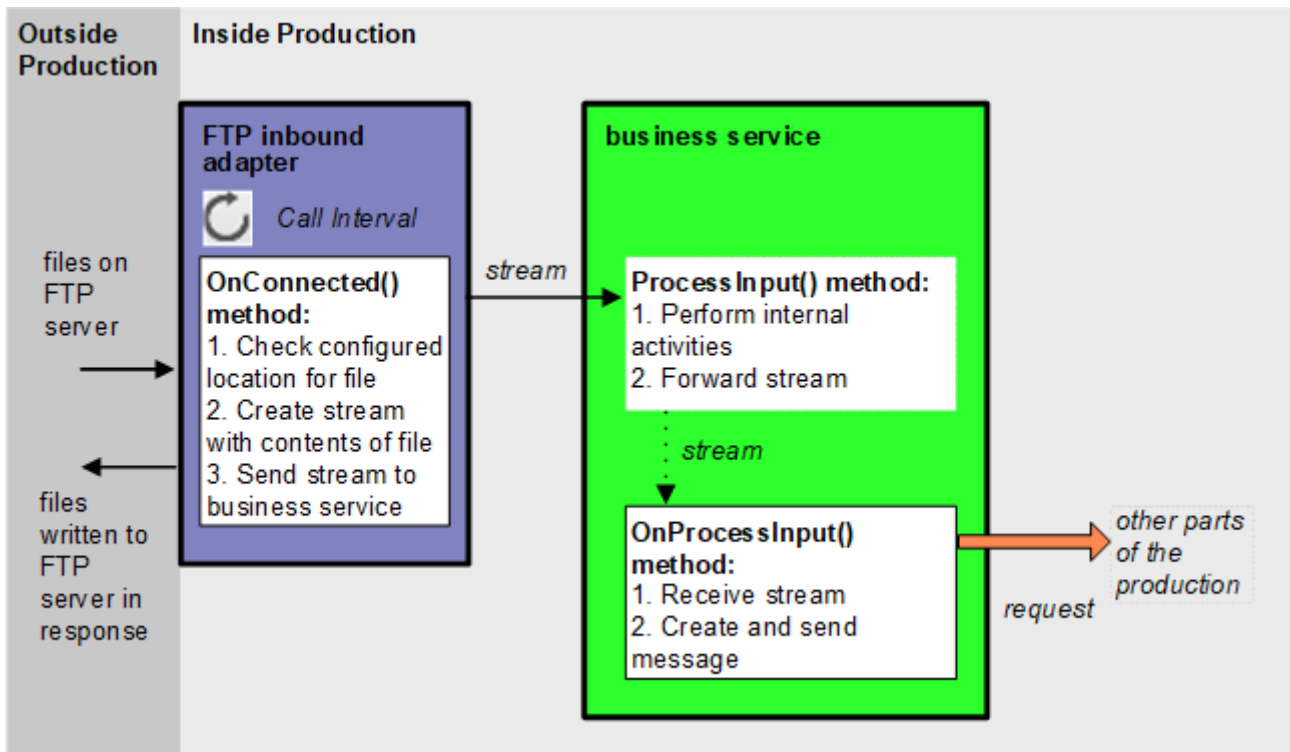 Outside
Production
Inside Production
FTP inbound
adapter
Call Interval
OnConnected()
method:
1. Check configured
location for file
2. Create stream
with contents of file
3. Send stream to
business service
files on
FTP
server
files
written to
FTP
server in
response
stream
business service
ProcessInput() method:
1. Perform internal
activities
2. Forward stream
stream
OnProcessInput()
method:
1. Receive stream
2. Create and send
message
request
other parts
of the
production